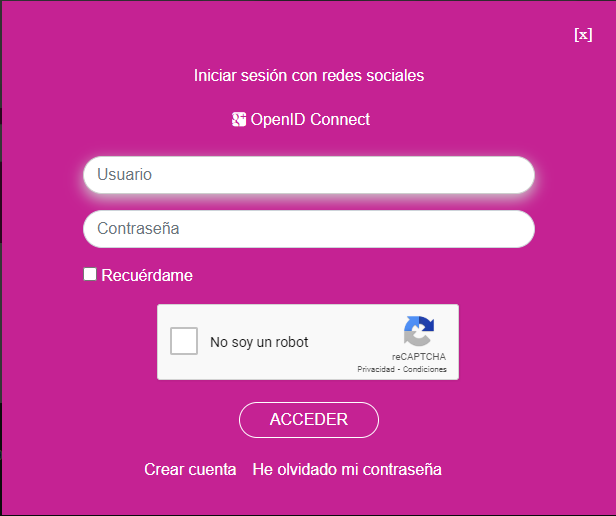 [x]
Iniciar sesión con redes sociales
OpenID Connect
Usuario
Contraseña
Recuérdame
No soy un robot
reCAPTCHA
Privacidad - Condiciones
ACCEDER
Crear cuenta He olvidado mi contraseña